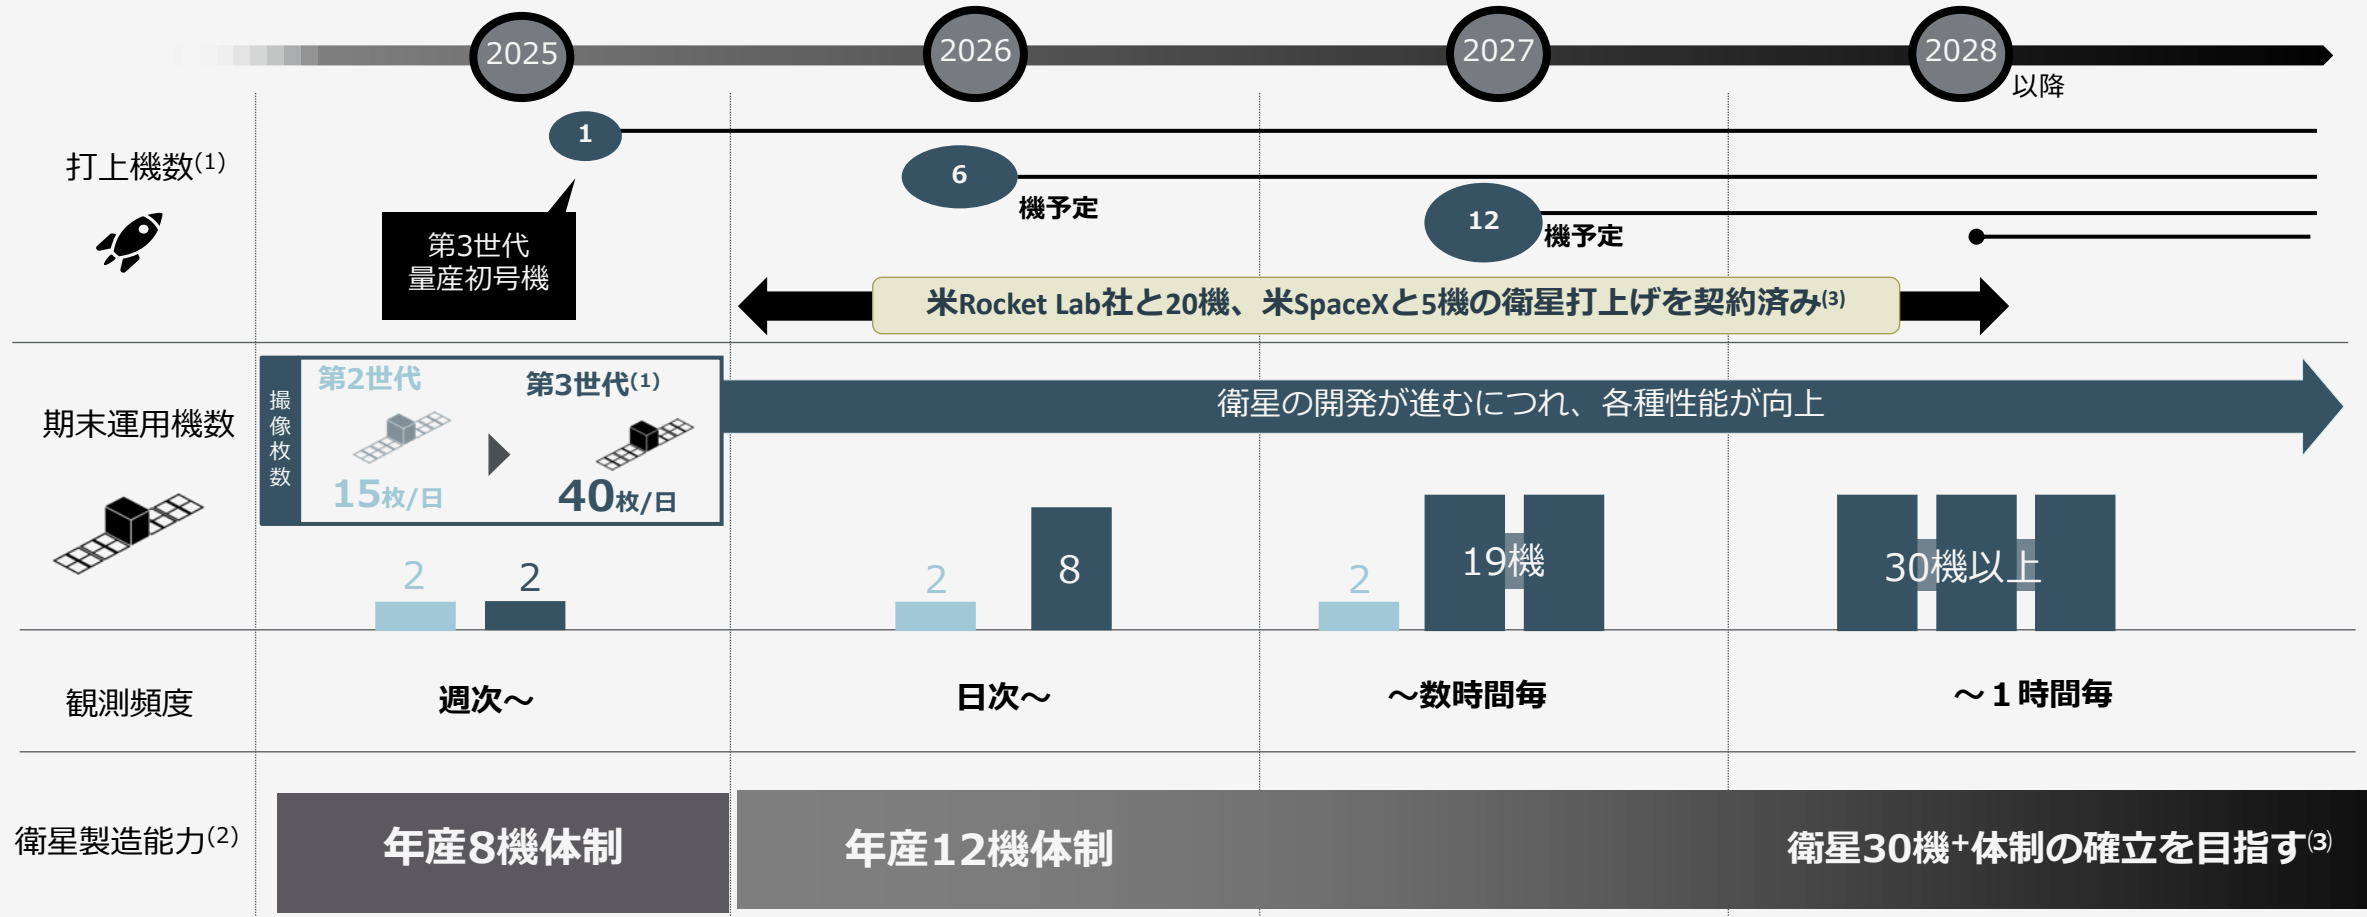 2025
2026
2027
2028
以降
打上機数(1)
1
6
機予定
12
機予定
第3世代
量産初号機
米Rocket Lab社と20機、米SpaceXと5機の衛星打上げを契約済み(3)
期末運用機数
撮像枚数
第2世代
第3世代(1)
15枚/日
40枚/日
衛星の開発が進むにつれ、各種性能が向上
2
2
2
8
2
19機
30機以上
観測頻度
週次～
日次～
～数時間毎
～１時間毎
衛星製造能力(2)
年産8機体制
年産12機体制
衛星30機+体制の確立を目指す(3)